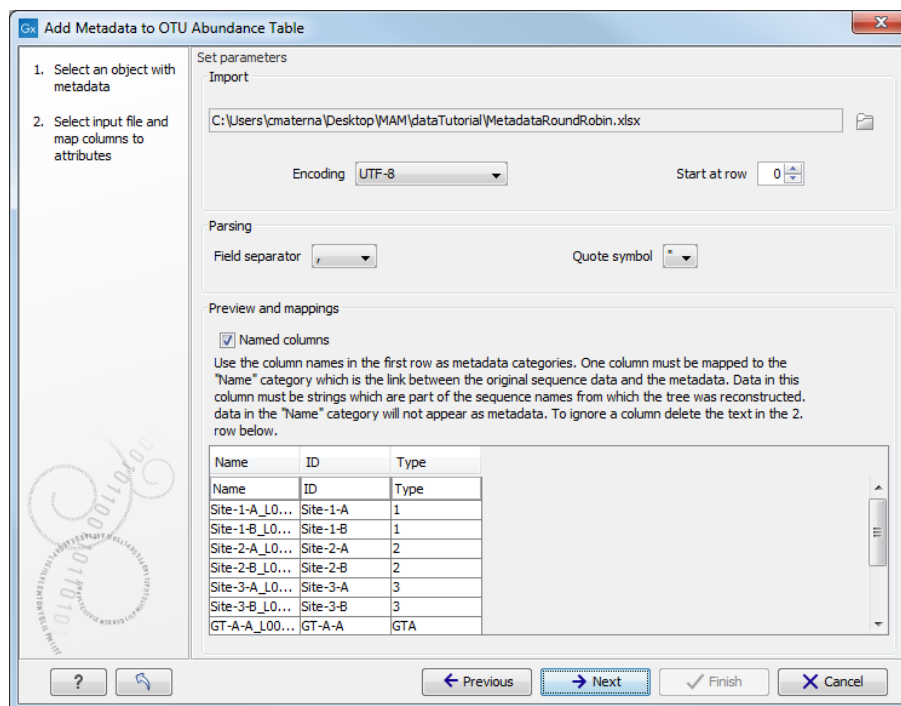 Gx Add Metadata to OTU Abundance Table
1. Select an object with
metadata
2. Select input file and
map columns to
attributes
Set parameters
Import
C:\Users\cmaterna\Desktop\MAM\dataTutorial\MetadataRoundRobin.xlsx
Encoding UTF-8 Start at row 0
Parsing
Field separator , Quote symbol "
Preview and mappings
Named columns
Use the column names in the first row as metadata categories. One column must be mapped to the
"Name" category which is the link between the original sequence data and the metadata. Data in this
column must be strings which are part of the sequence names from which the tree was reconstructed.
data in the "Name" category will not appear as metadata. To ignore a column delete the text in the 2.
row below.
Name ID Type
Name ID Type
Site-1-A_L0... Site-1-A 1
Site-1-B_L0... Site-1-B 1
Site-2-A_L0... Site-2-A 2
Site-2-B_L0... Site-2-B 2
Site-3-A_L0... Site-3-A 3
Site-3-B_L0... Site-3-B 3
GT-A-A_L00... GT-A-A GTA
? Previous Next Finish Cancel